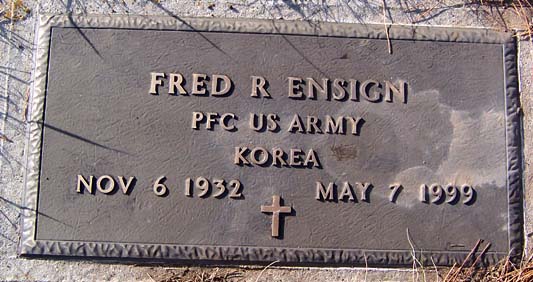 FRED R ENSIGN
PFC US ARMY
KOREA
NOV 6 1932 MAY 7 1999